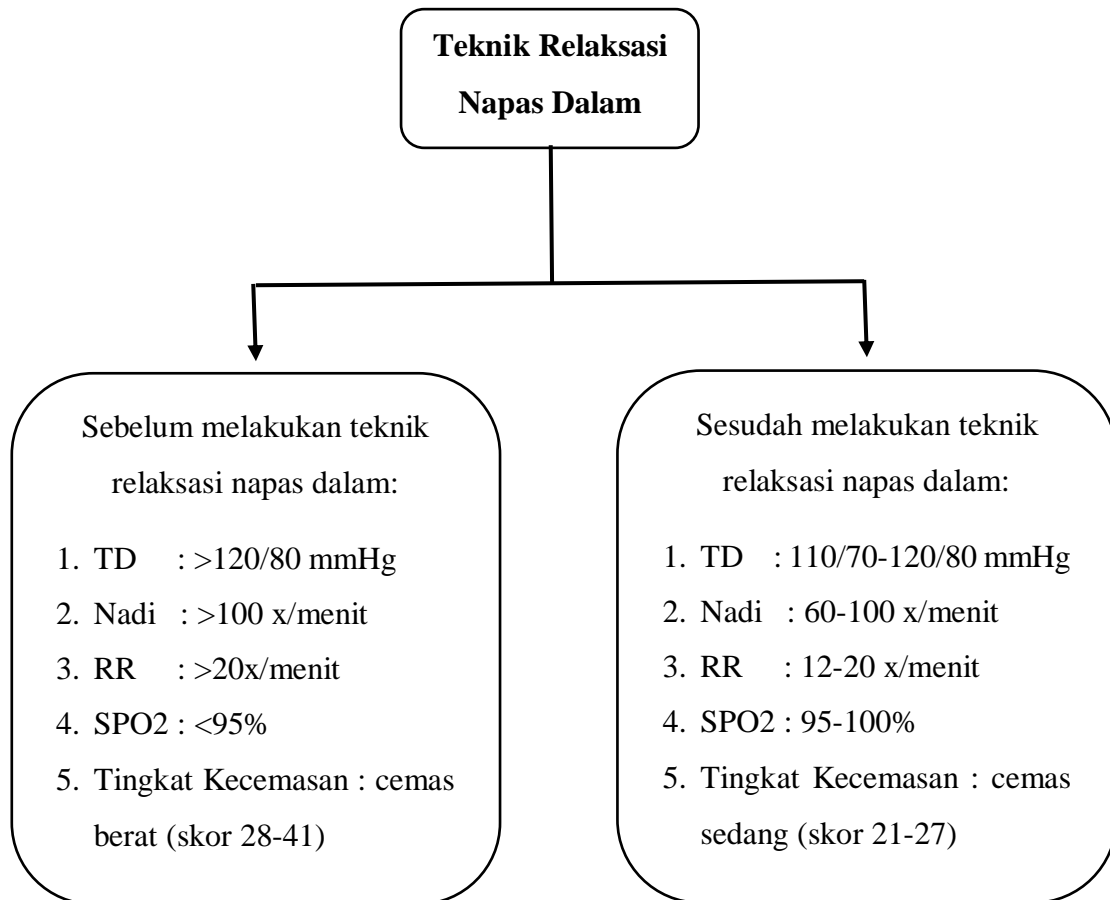 Teknik Relaksasi
Napas Dalam
Sebelum melakukan teknik
relaksasi napas dalam:
1. TD : >120/80 mmHg
2. Nadi : >100 x/menit
3. RR : >20x/menit
4. SPO2 : <95%
5. Tingkat Kecemasan : cemas
berat (skor 28-41)
Sesudah melakukan teknik
relaksasi napas dalam:
1. TD : 110/70-120/80 mmHg
2. Nadi : 60-100 x/menit
3. RR : 12-20 x/menit
4. SPO2 : 95-100%
5. Tingkat Kecemasan : cemas
sedang (skor 21-27)